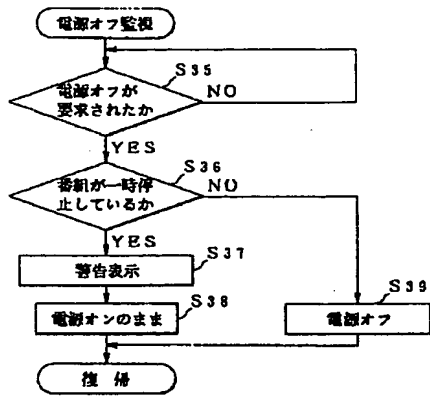 電源オフ監視
S35
電源オフが
要求されたか
NO
YES
S36
番組が一時停
止しているか
NO
YES
S37
警告表示
S38
電源オンのまま
S39
電源オフ
復 帰